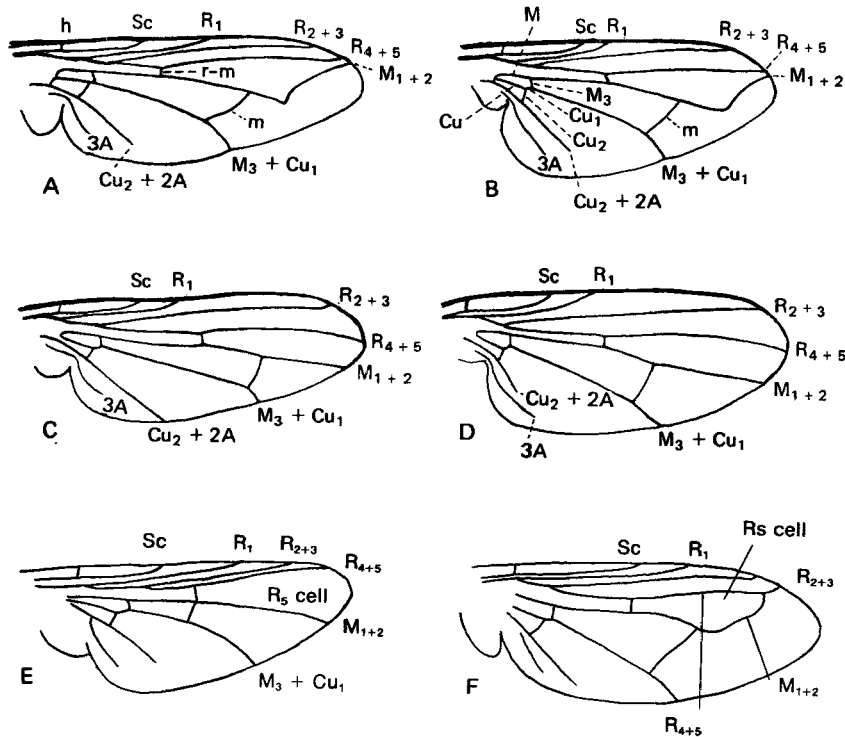 h Sc R1 R2+3
R4+5
M1+2
r-m
m
3A
Cu2 + 2A
M3 + Cu1
A
M
Sc R1 R2+3
R4+5
M1+2
M3
Cu1
Cu2
Cu
m
3A
M3 + Cu1
Cu2 + 2A
B
Sc R1
R2+3
R4+5
M1+2
3A
M3 + Cu1
Cu2 + 2A
C
Sc R1
R2+3
R4+5
M1+2
Cu2 + 2A
M3 + Cu1
3A
D
Sc R1 R2+3
R4+5
R5 cell
M1+2
M3 + Cu1
E
Rs cell
Sc R1
R2+3
M1+2
R4+5
F